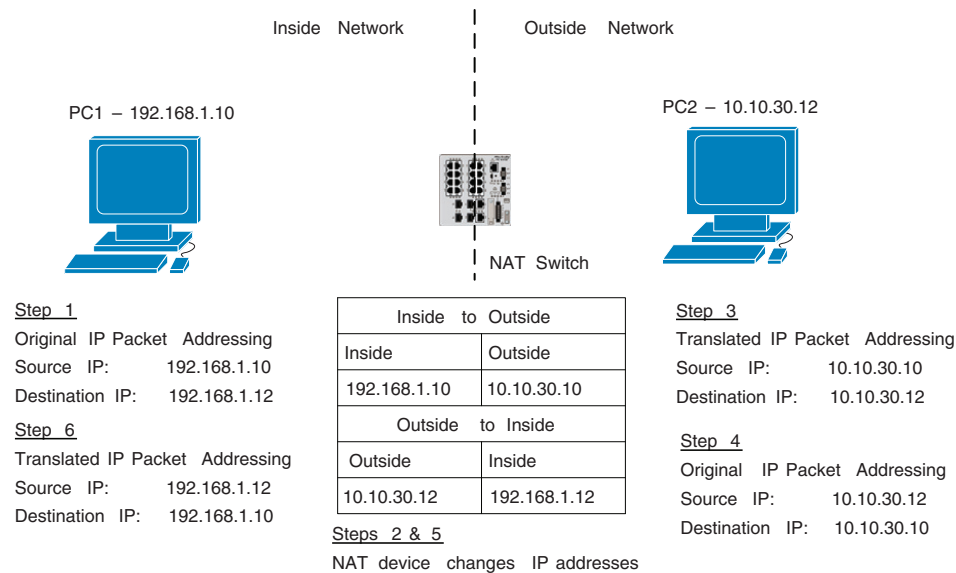 Inside Network
Outside Network
PC1 – 192.168.1.10
PC2 – 10.10.30.12
NAT Switch
Step 1
Original IP Packet Addressing
Source IP: 192.168.1.10
Destination IP: 192.168.1.12
Step 6
Translated IP Packet Addressing
Source IP: 192.168.1.12
Destination IP: 192.168.1.10
Inside to Outside
Inside Outside
192.168.1.10 10.10.30.10
Outside to Inside
Outside Inside
10.10.30.12 192.168.1.12
Steps 2 & 5
NAT device changes IP addresses
Step 3
Translated IP Packet Addressing
Source IP: 10.10.30.10
Destination IP: 10.10.30.12
Step 4
Original IP Packet Addressing
Source IP: 10.10.30.12
Destination IP: 10.10.30.10